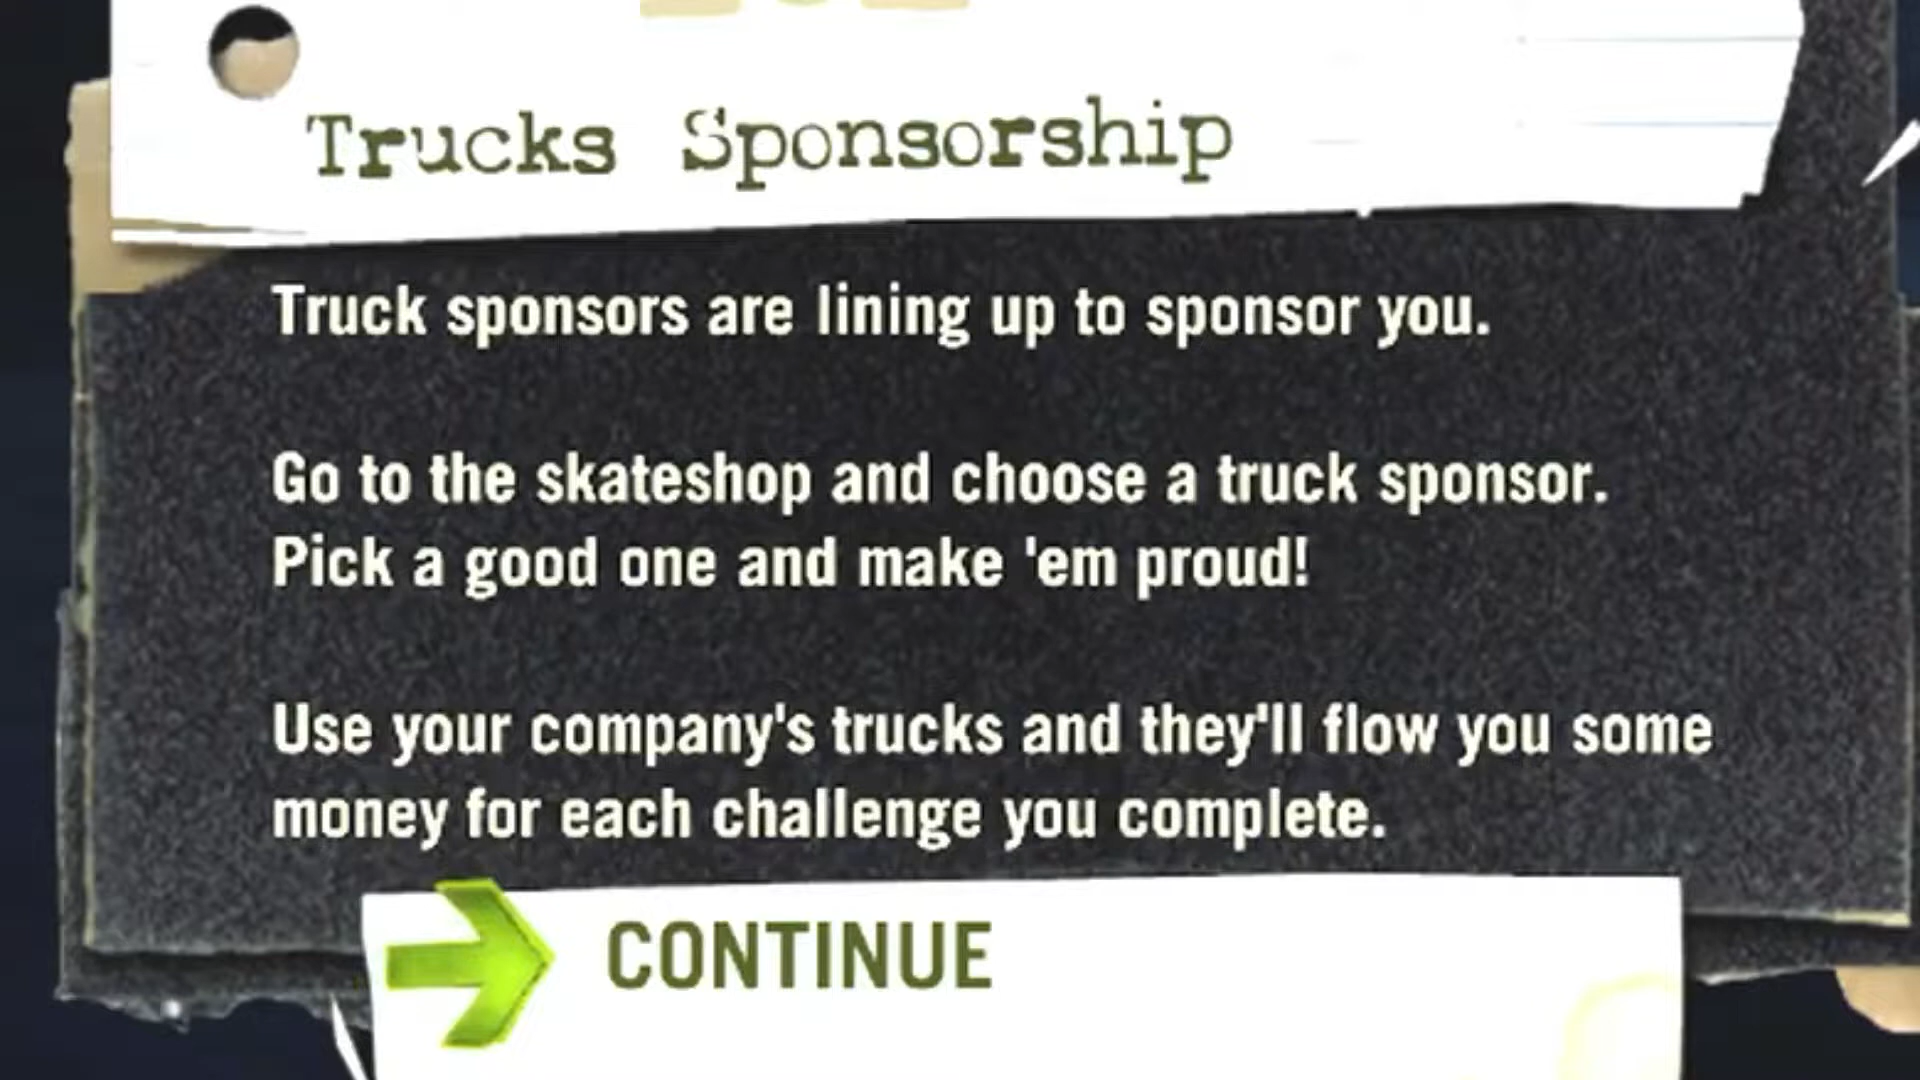 Trucks Sponsorship
Truck sponsors are lining up to sponsor you.
Go to the skateshop and choose a truck sponsor.
Pick a good one and make 'em proud!
Use your company's trucks and they'll flow you some
money for each challenge you complete.
CONTINUE